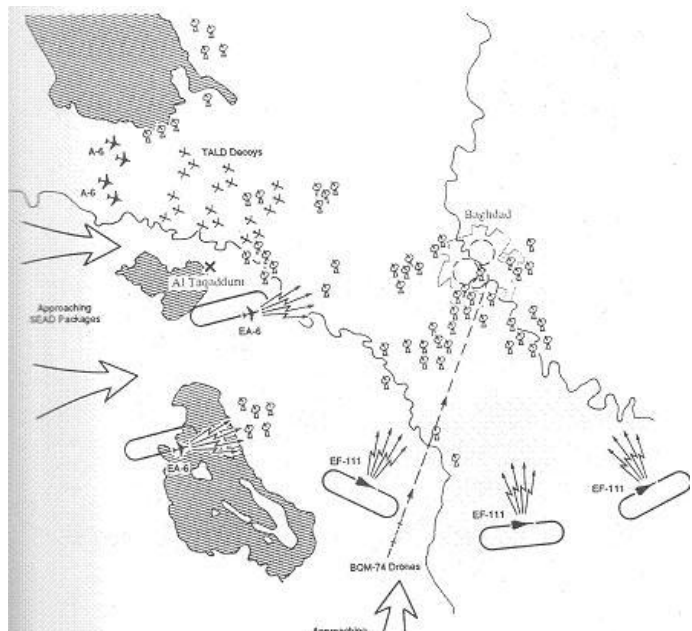 A-6
TALD Decoys
A-6
Baghdad
Al Taqaddum
Approaching
SEAD Packages
EA-6
EF-111
EA-6
EF-111
EF-111
BQM-74 Drones
Approaching